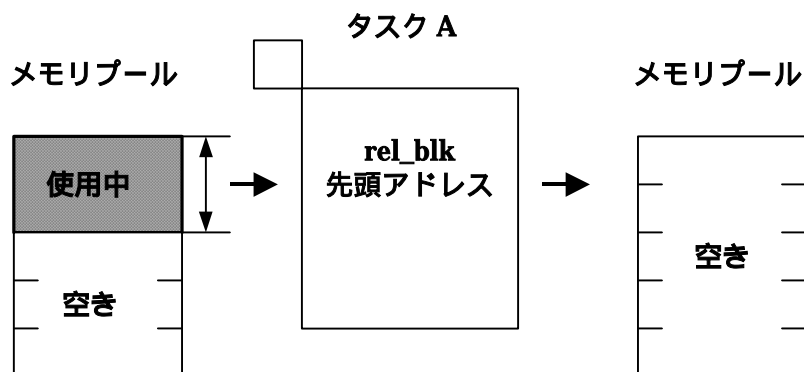 タスク A
メモリプール
メモリプール
rel_blk
先頭アドレス
使用中
空き
空き